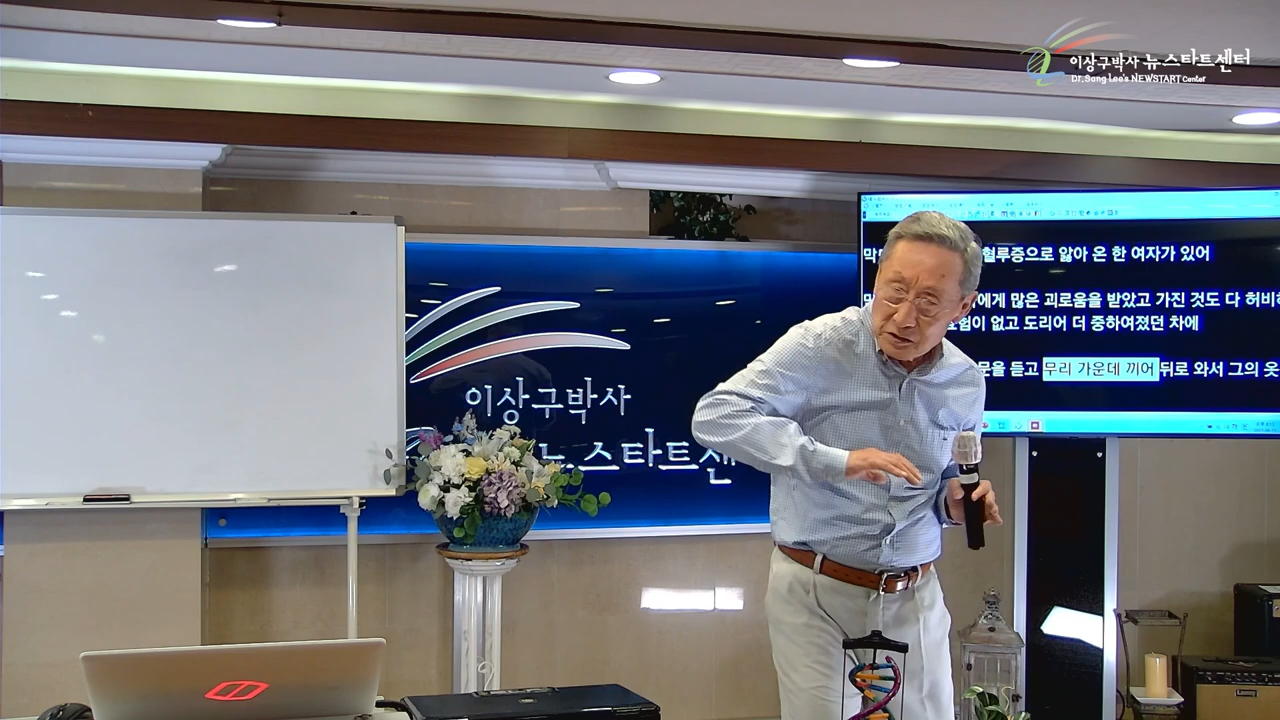 이상구박사 뉴스타트센터
Dr. Sang Lee's NEWSTART Center
혈루증으로 앓아 온 한 여자가 있어
에게 많은 괴로움을 받았고 가진 것도 다 허비하
험이 없고 도리어 더 중하여졌던 차에
문을 듣고 무리 가운데 끼어 뒤로 와서 그의 옷
이상구박사
뉴스타트센
Laney